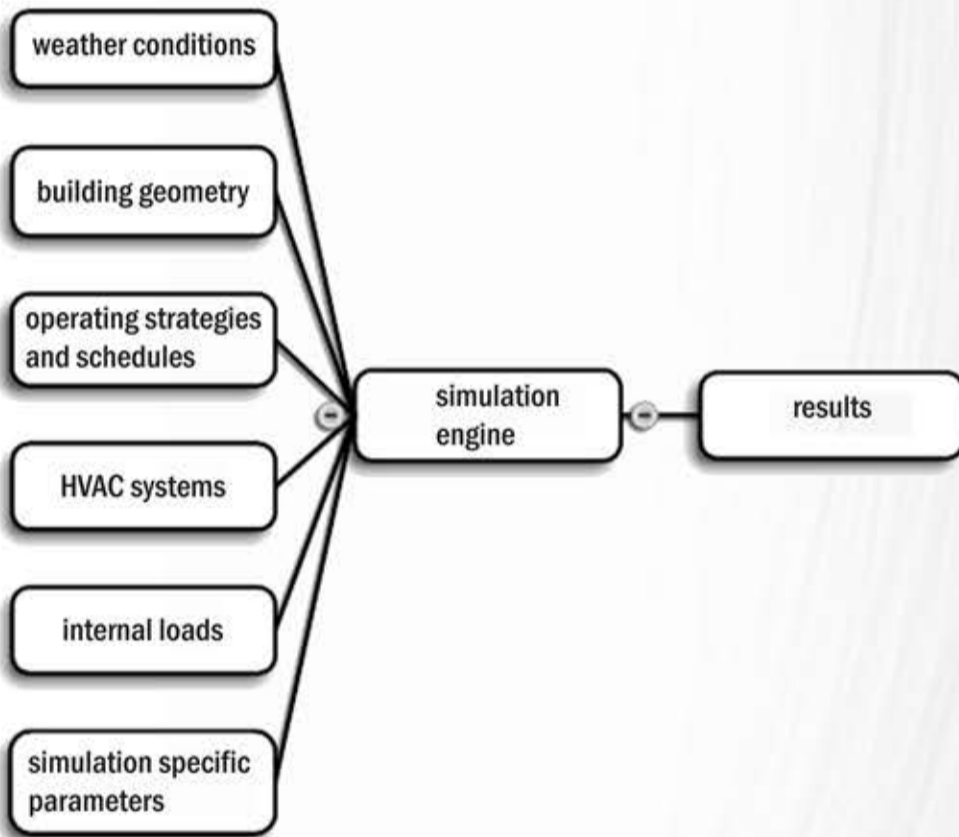 weather conditions
building geometry
operating strategies
and schedules
HVAC systems
internal loads
simulation specific
parameters
simulation
engine
results